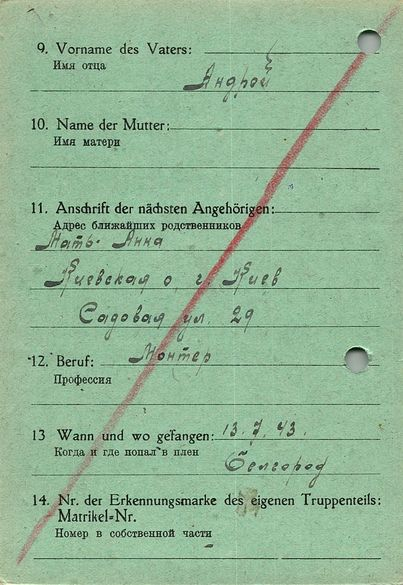 9. Vorname des Vaters:
Имя отца
Андрей
10. Name der Mutter:
Имя матери
11. Anschrift der nächsten Angehörigen:
Адрес ближайших родственников
Мать- Анна
Киевская о г. Киев
Садовая ул. 29
12. Beruf: Монтер
Профессия
13 Wann und wo gefangen: 13. 7. 43.
Когда и где попал в плен
Белгород
14. Nr. der Erkennungsmarke des eigenen Truppenteils:
Matrikel=Nr.
Номер в собственной части